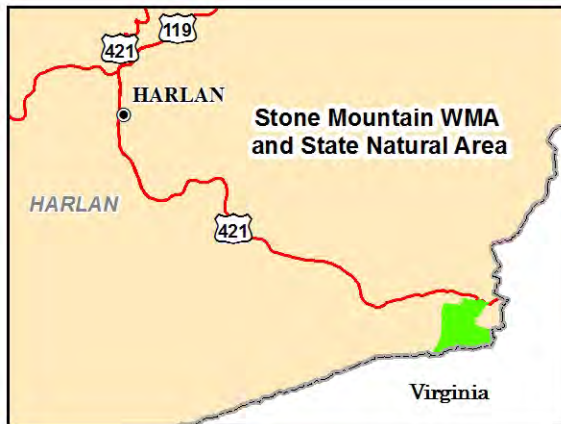 119
421
HARLAN
Stone Mountain WMA
and State Natural Area
HARLAN
421
Virginia